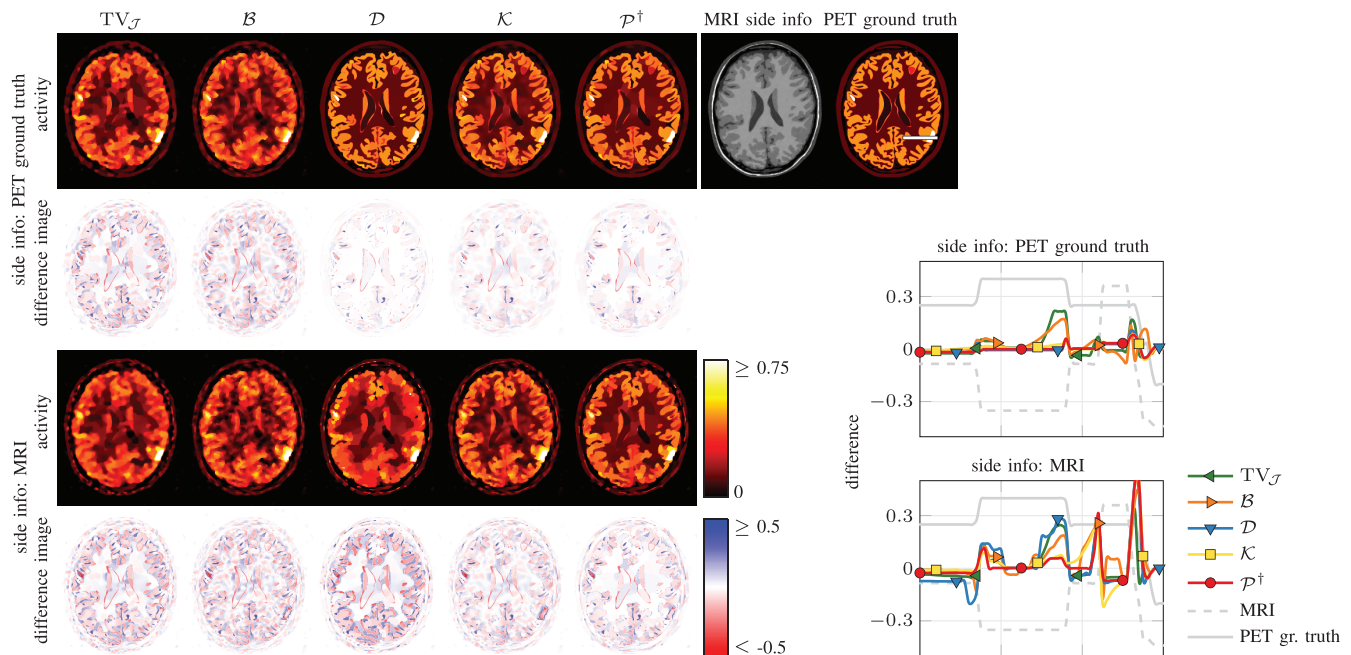 TV𝒥 ℬ 𝒟 𝒦 𝒫† MRI side info PET ground truth
side info: PET ground truth
activity
difference image
side info: MRI
activity
difference image
≥ 0.75
0
≥ 0.5
< -0.5
side info: PET ground truth
0.3
0
−0.3
difference
side info: MRI
0.3
0
−0.3
TV𝒥
ℬ
𝒟
𝒦
𝒫†
MRI
PET gr. truth